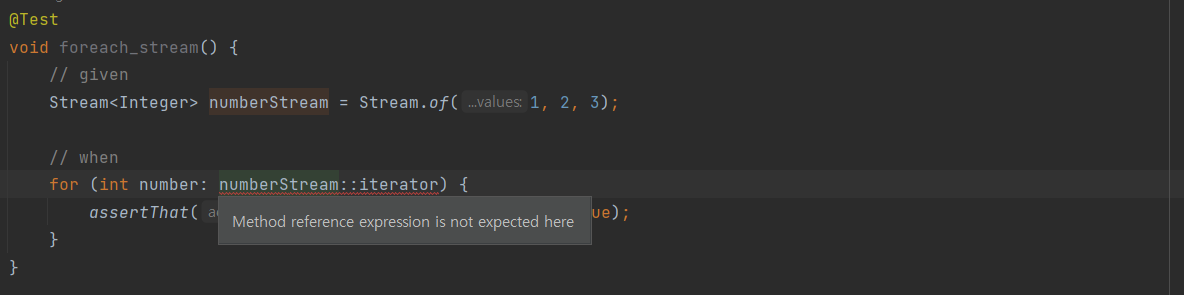 @Test
void foreach_stream() {
// given
Stream<Integer> numberStream = Stream.of( ...values: 1, 2, 3);
// when
for (int number: numberStream::iterator) {
assertThat( ue);
Method reference expression is not expected here
}
}